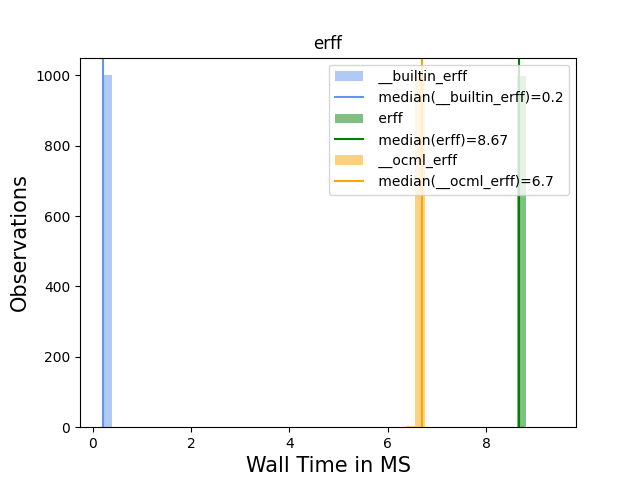 erff
1000
800
600
400
200
0
Observations
__builtin_erff
median(__builtin_erff)=0.2
erff
median(erff)=8.67
__ocml_erff
median(__ocml_erff)=6.7
0 2 4 6 8
Wall Time in MS